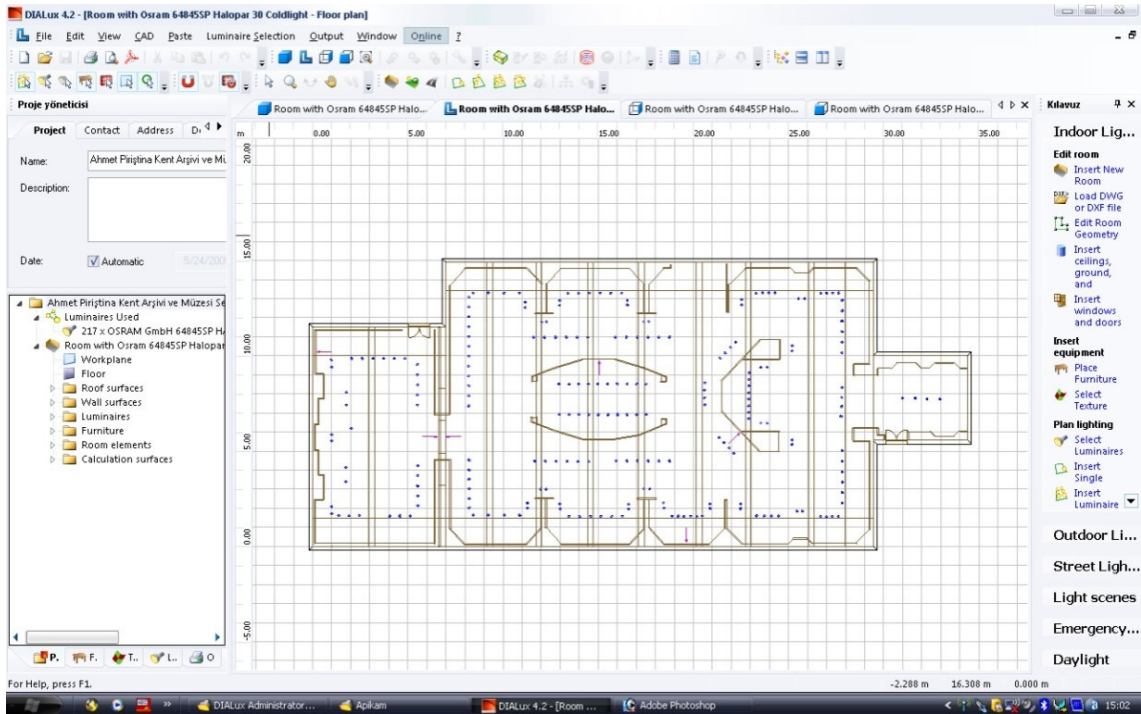 DIALux 4.2 - [Room with Osram 64845SP Halopar 30 Coldlight - Floor plan]
File Edit View CAD Paste Luminaire Selection Output Window Online ?
Proje yöneticisi
Project Contact Address
Name: Ahmet Piriştina Kent Arşivi ve Mü
Description:
Date: Automatic 5/24/200
Ahmet Piriştina Kent Arşivi ve Müzesi Se
Luminaires Used
217 x OSRAM GmbH 64845SP H
Room with Osram 64845SP Halopar
Workplane
Floor
Roof surfaces
Wall surfaces
Luminaires
Furniture
Room elements
Calculation surfaces
P. F. T.. L.. O
Room with Osram 64845SP Halo... Room with Osram 64845SP Halo... Room with Osram 64845SP Halo... Room with Osram 64845SP Halo...
m 0.00 5.00 10.00 15.00 20.00 25.00 30.00 35.00
20.00
15.00
10.00
5.00
0.00
-5.00
Kılavuz
Indoor Lig...
Edit room
Insert New
Room
Load DWG
or DXF file
Edit Room
Geometry
Insert
ceilings,
ground,
and
Insert
windows
and doors
Insert
equipment
Place
Furniture
Select
Texture
Plan lighting
Select
Luminaires
Insert
Single
Insert
Luminaire
Outdoor Li...
Street Ligh...
Light scenes
Emergency...
Daylight
For Help, press F1.
-2.288 m 16.308 m 0.000 m
DIALux Administrator... Apikam DIALux 4.2 - [Room ... Adobe Photoshop 15:02